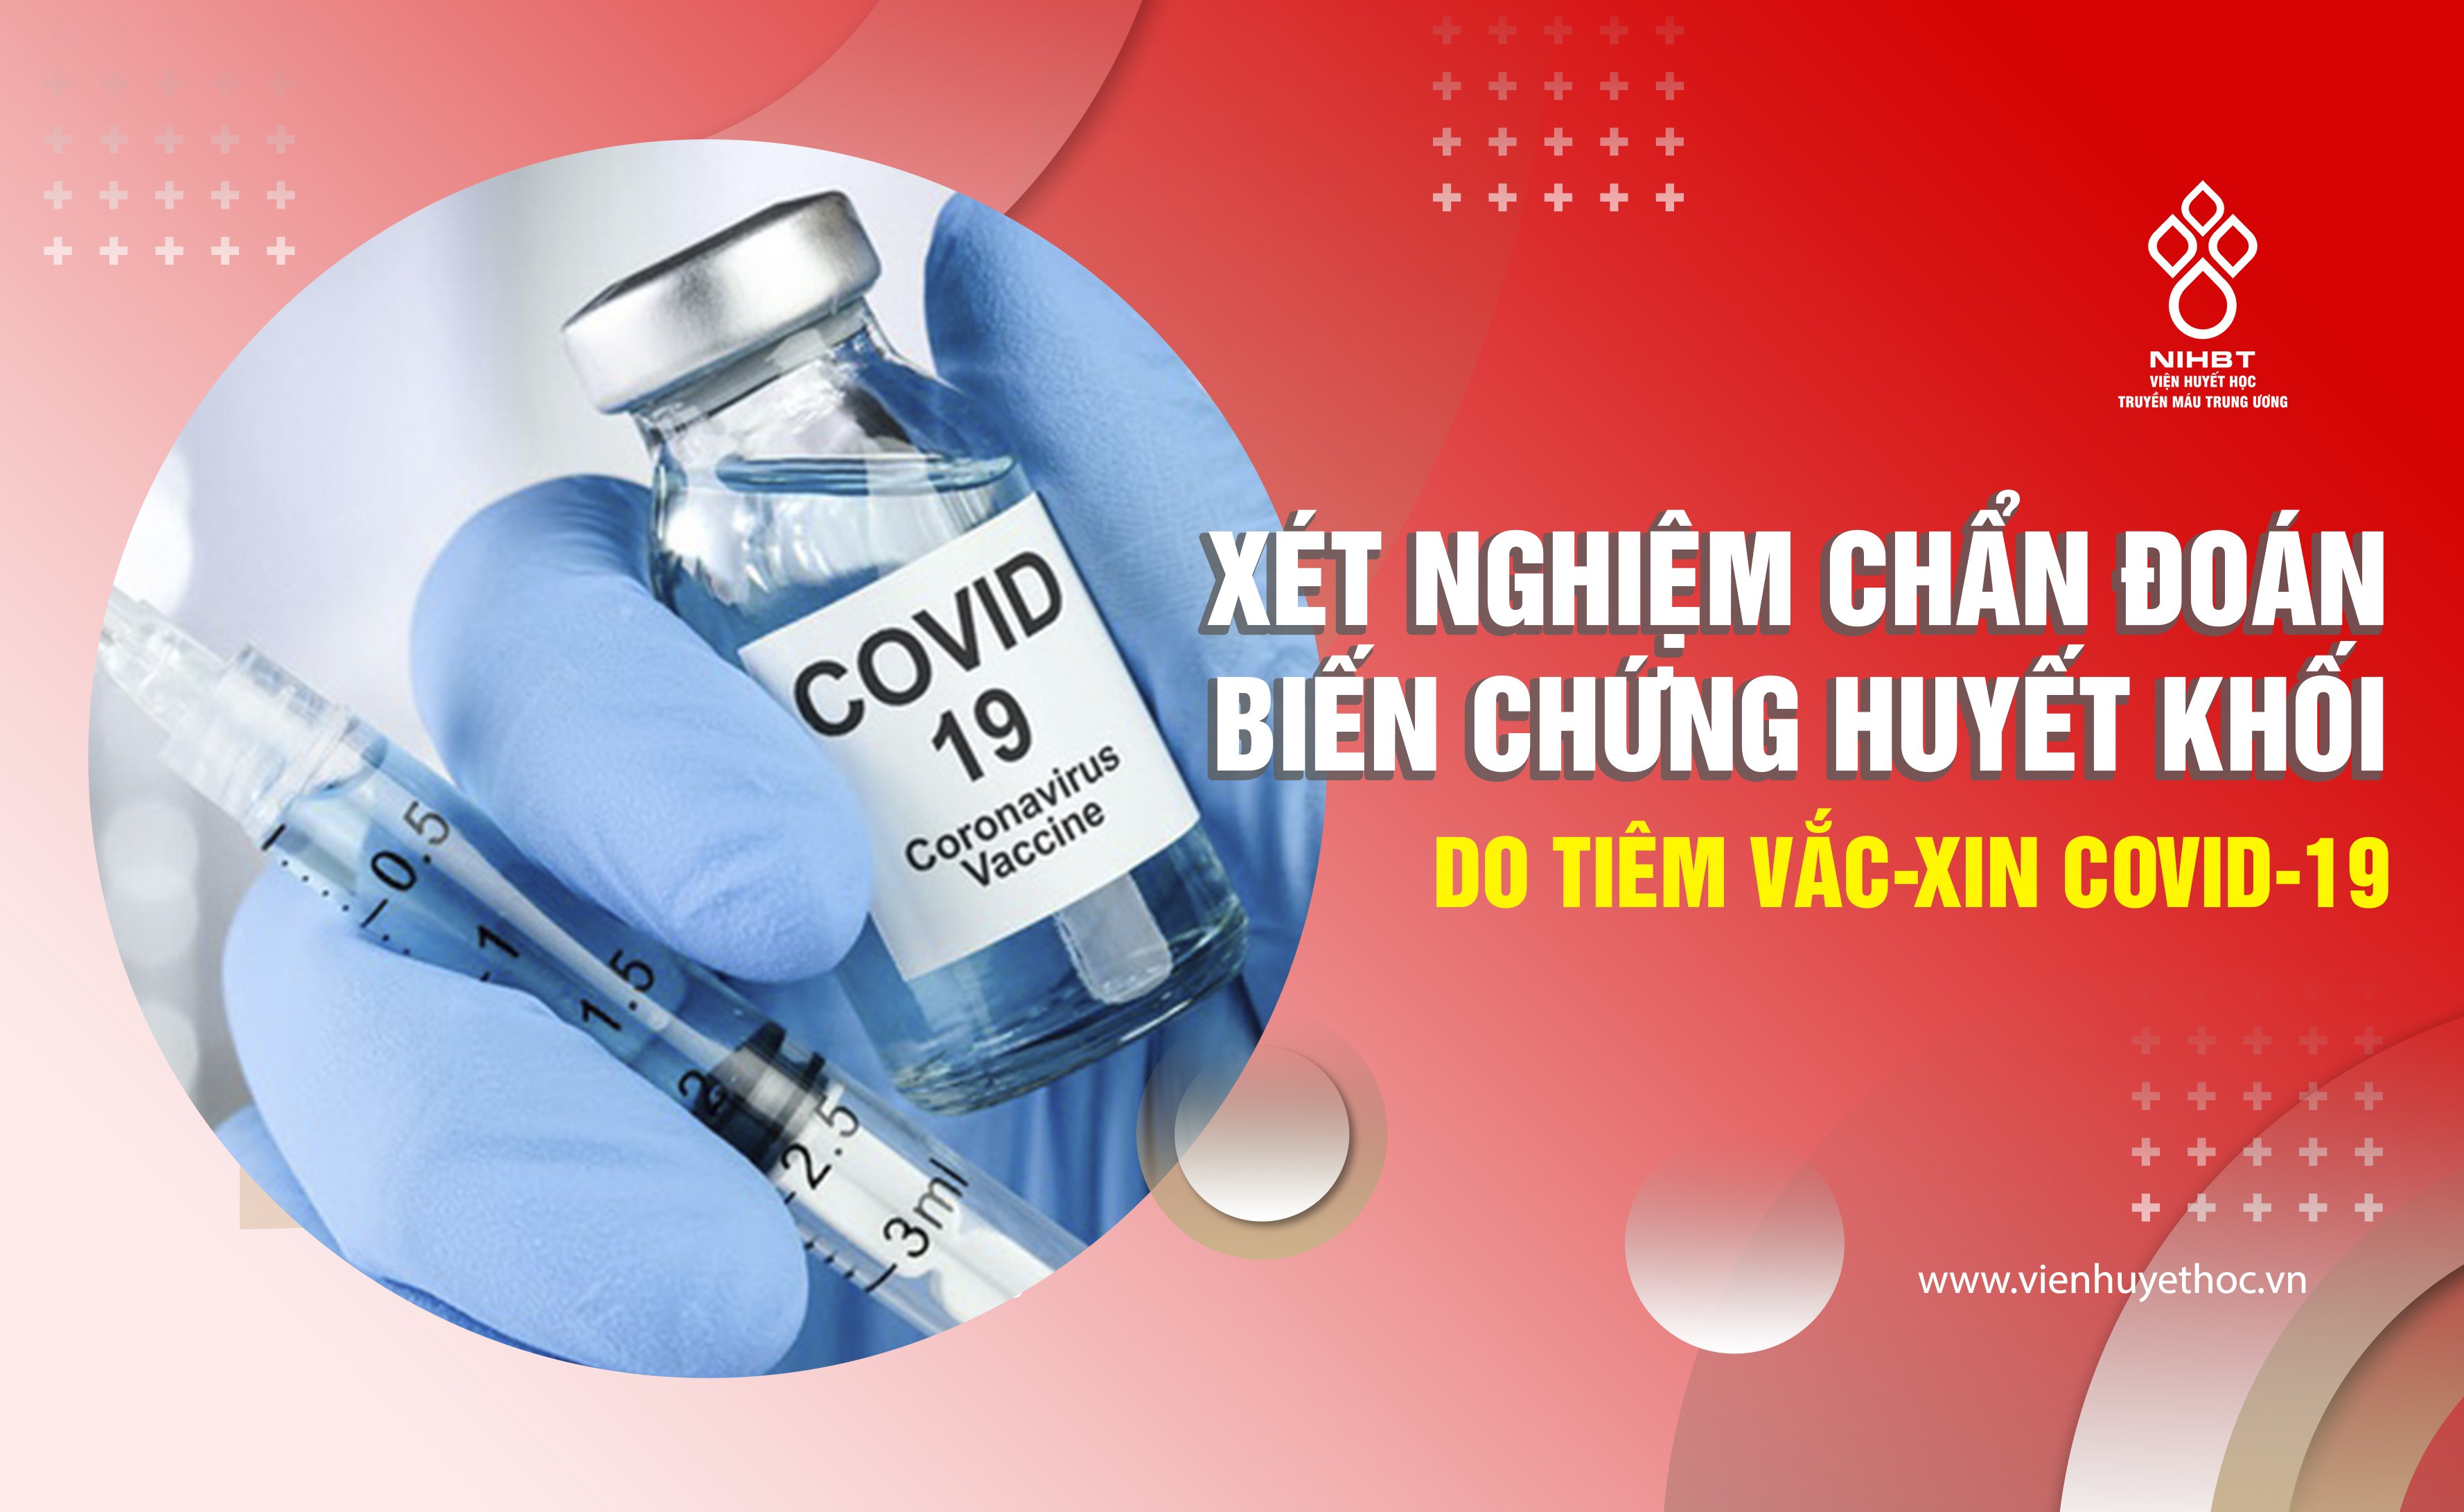 NIHBT
VIỆN HUYẾT HỌC
TRUYỀN MÁU TRUNG ƯƠNG
XÉT NGHIỆM CHẨN ĐOÁN
BIẾN CHỨNG HUYẾT KHỐI
DO TIÊM VẮC-XIN COVID-19
COVID
19
Coronavirus
Vaccine
0.5
1
1.5
2
2.5
3ml
www.vienhuyethoc.vn